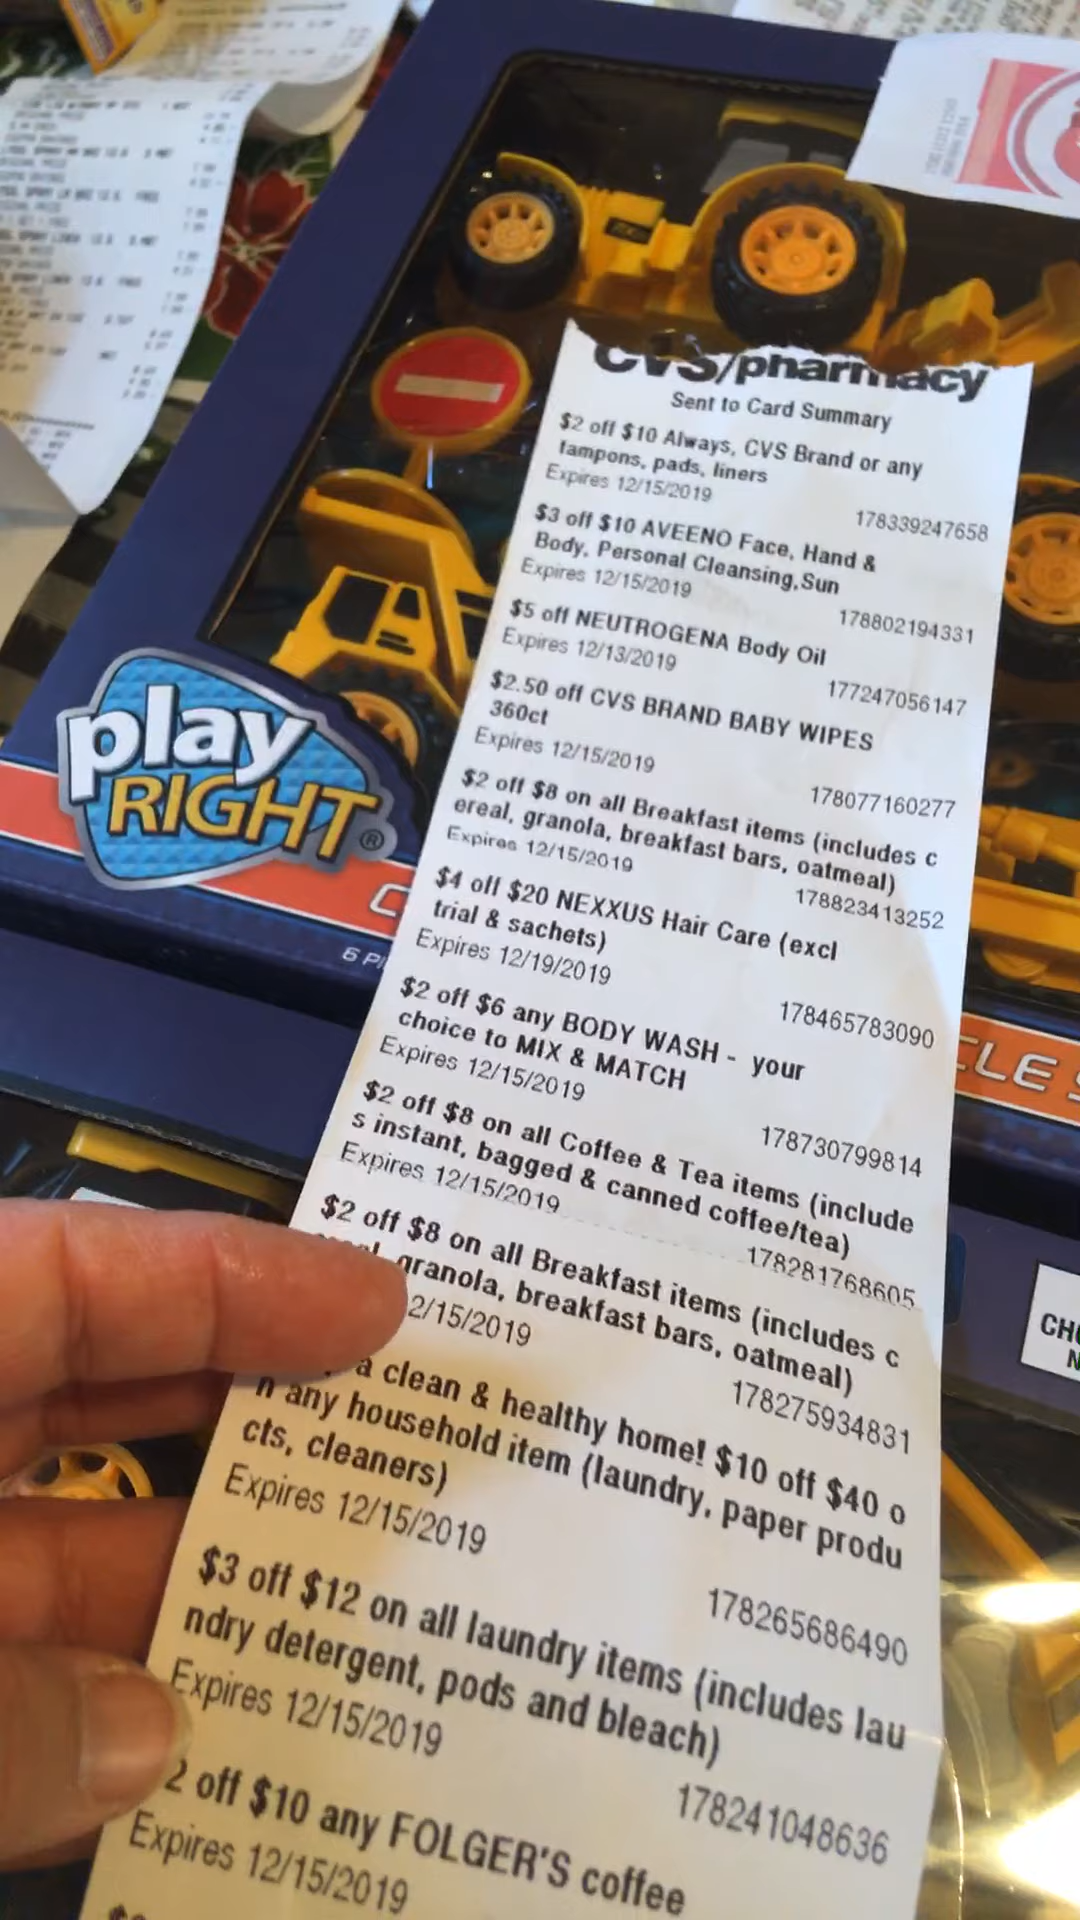 CVS/pharmacy
Sent to Card Summary
$2 off $10 Always, CVS Brand or any
tampons, pads, liners
Expires 12/15/2019
178339247658
$3 off $10 AVEENO Face, Hand &
Body, Personal Cleansing,Sun
Expires 12/15/2019
178802194331
$5 off NEUTROGENA Body Oil
Expires 12/13/2019
177247056147
$2.50 off CVS BRAND BABY WIPES
360ct
Expires 12/15/2019
178077160277
$2 off $8 on all Breakfast items (includes c
ereal, granola, breakfast bars, oatmeal)
Expires 12/15/2019
178823413252
$4 off $20 NEXXUS Hair Care (excl
trial & sachets)
Expires 12/19/2019
178465783090
$2 off $6 any BODY WASH - your
choice to MIX & MATCH
Expires 12/15/2019
178730799814
$2 off $8 on all Coffee & Tea items (include
s instant, bagged & canned coffee/tea)
Expires 12/15/2019
178281768605
$2 off $8 on all Breakfast items (includes c
granola, breakfast bars, oatmeal)
2/15/2019
178275934831
a clean & healthy home! $10 off $40 o
n any household item (laundry, paper produ
cts, cleaners)
Expires 12/15/2019
178265686490
$3 off $12 on all laundry items (includes lau
ndry detergent, pods and bleach)
Expires 12/15/2019
178241048636
2 off $10 any FOLGER'S coffee
Expires 12/15/2019
play
RIGHT®
C
6 PI
CLE S
CHO
N